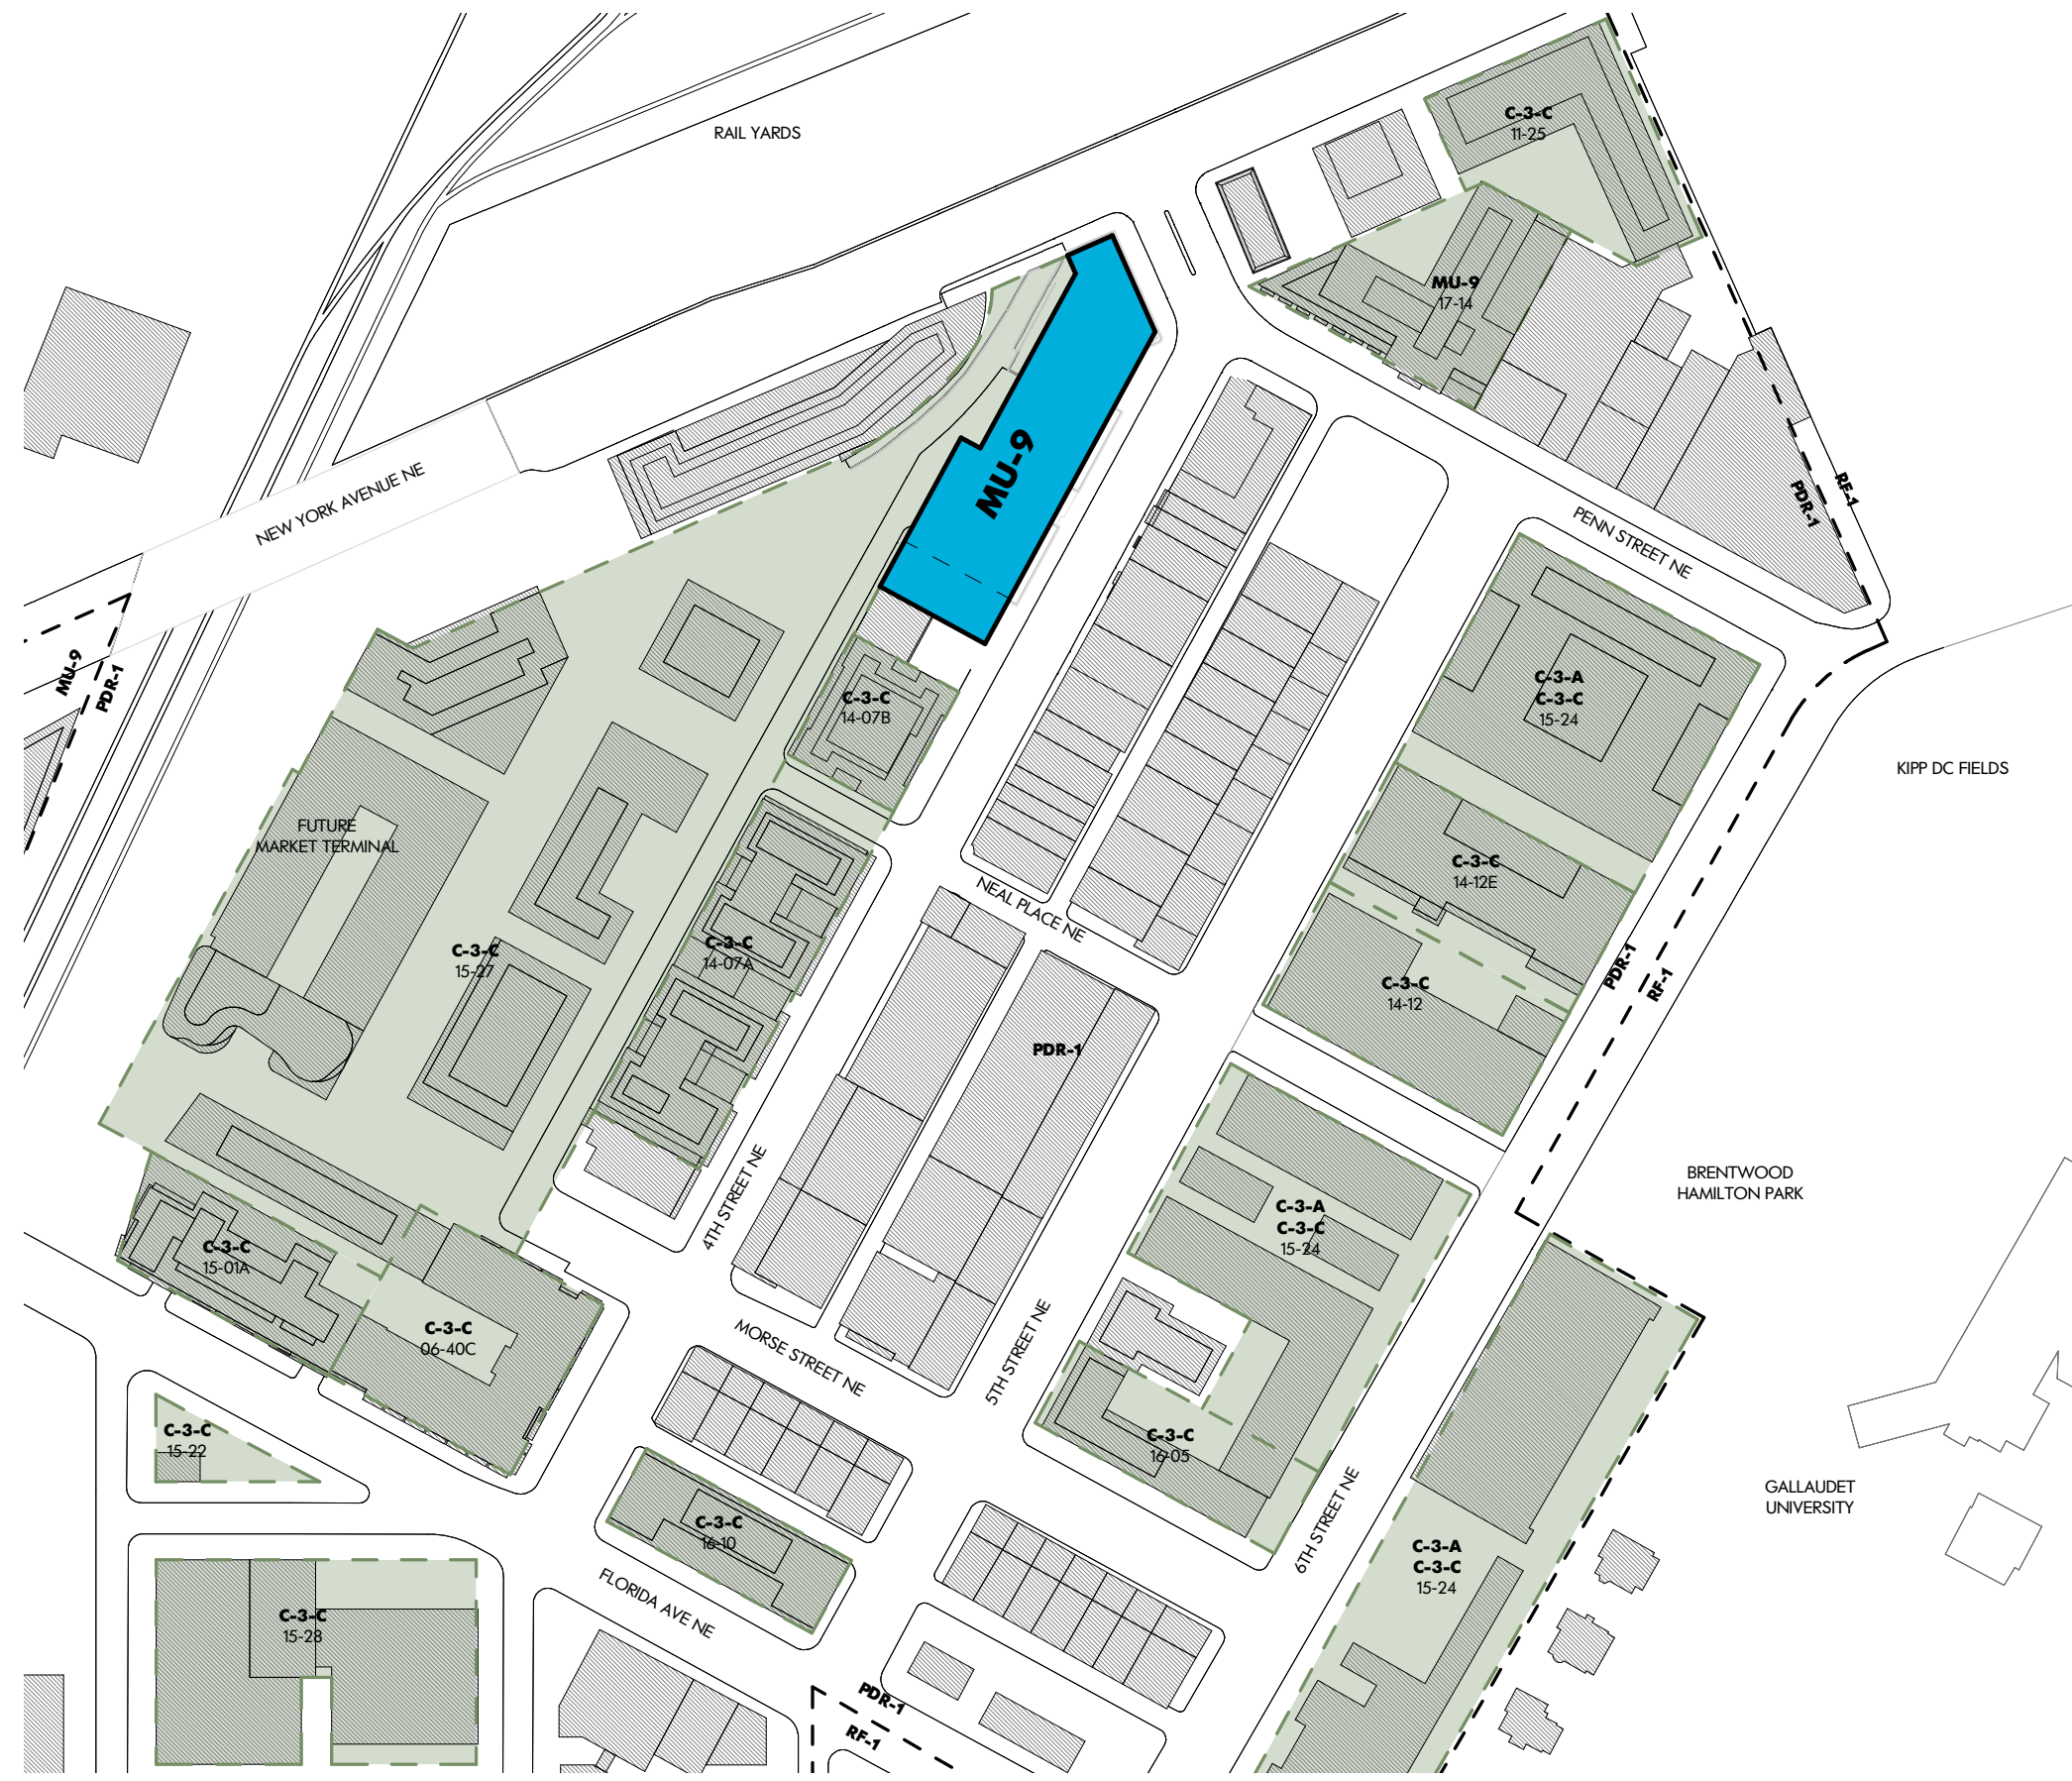 RAIL YARDS
C-3-C
11-25
MU-9
17-14
NEW YORK AVENUE NE
MU-9
PDR-1
RF-1
PENN STREET NE
MU-9
PDR-1
C-3-C
14-07B
C-3-A
C-3-C
15-24
KIPP DC FIELDS
FUTURE
MARKET TERMINAL
C-3-C
14-12E
NEAL PLACE NE
C-3-C
15-27
C-3-C
14-07A
C-3-C
14-12
PDR-1
RF-1
PDR-1
4TH STREET NE
BRENTWOOD
HAMILTON PARK
C-3-A
C-3-C
15-24
C-3-C
15-01A
C-3-C
06-40C
MORSE STREET NE
5TH STREET NE
C-3-C
15-22
C-3-C
16-05
6TH STREET NE
GALLAUDET
UNIVERSITY
C-3-C
16-10
C-3-A
C-3-C
15-24
FLORIDA AVE NE
C-3-C
15-28
PDR-1
RF-1